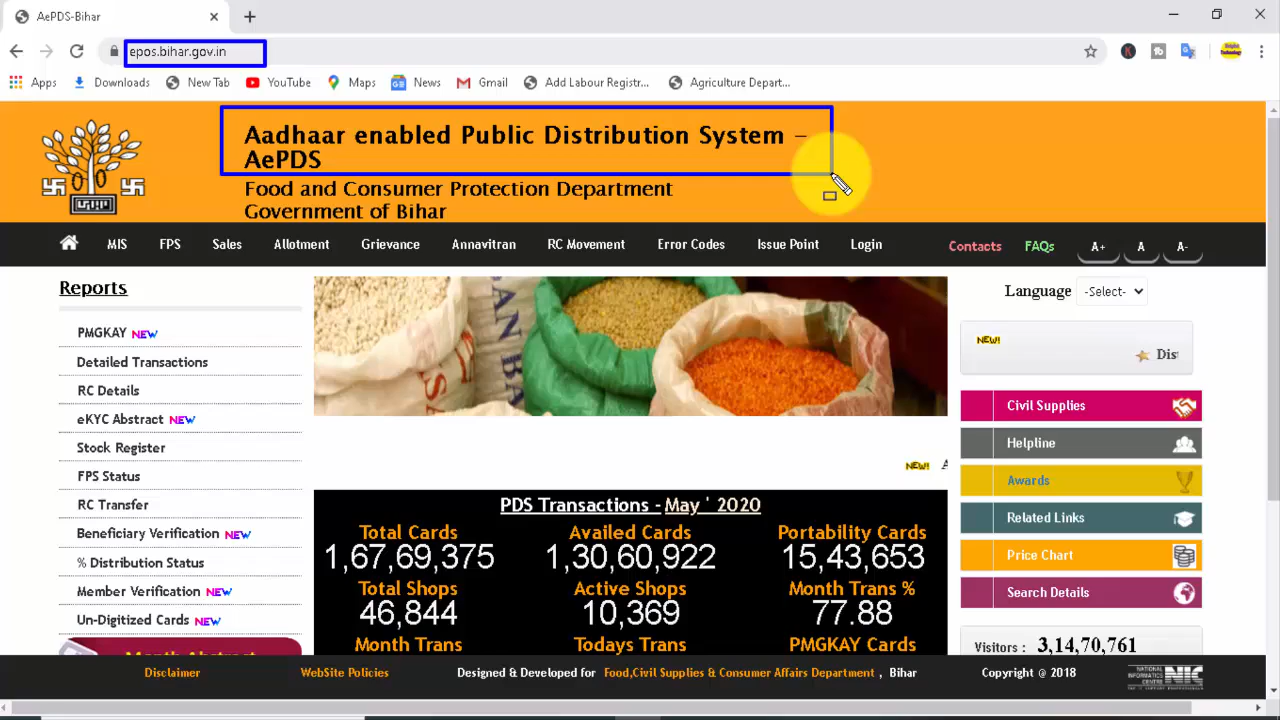 AePDS-Bihar
epos.bihar.gov.in
Apps Downloads New Tab YouTube Maps News Gmail Add Labour Registr... Agriculture Depart...
Aadhaar enabled Public Distribution System -
AePDS
Food and Consumer Protection Department
Government of Bihar
MIS FPS Sales Allotment Grievance Annavitran RC Movement Error Codes Issue Point Login Contacts FAQs A+ A A-
Reports
PMGKAY NEW
Detailed Transactions
RC Details
eKYC Abstract NEW
Stock Register
FPS Status
RC Transfer
Beneficiary Verification NEW
% Distribution Status
Member Verification NEW
Un-Digitized Cards NEW
NEW!
PDS Transactions - May ' 2020
Total Cards Availed Cards Portability Cards
1,67,69,375 1,30,60,922 15,43,653
Total Shops Active Shops Month Trans %
46,844 10,369 77.88
Month Trans Todays Trans PMGKAY Cards
Language -Select-
NEW!
Civil Supplies
Helpline
Awards
Related Links
Price Chart
Search Details
Visitors : 3,14,70,761
Disclaimer WebSite Policies Designed & Developed for Food,Civil Supplies & Consumer Affairs Department , Bihar Copyright @ 2018
NATIONAL
INFORMATICS
CENTRE
NIC